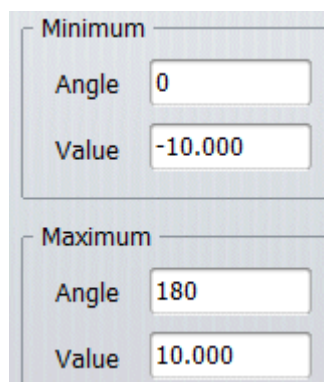 Minimum
Angle 0
Value -10.000
Maximum
Angle 180
Value 10.000